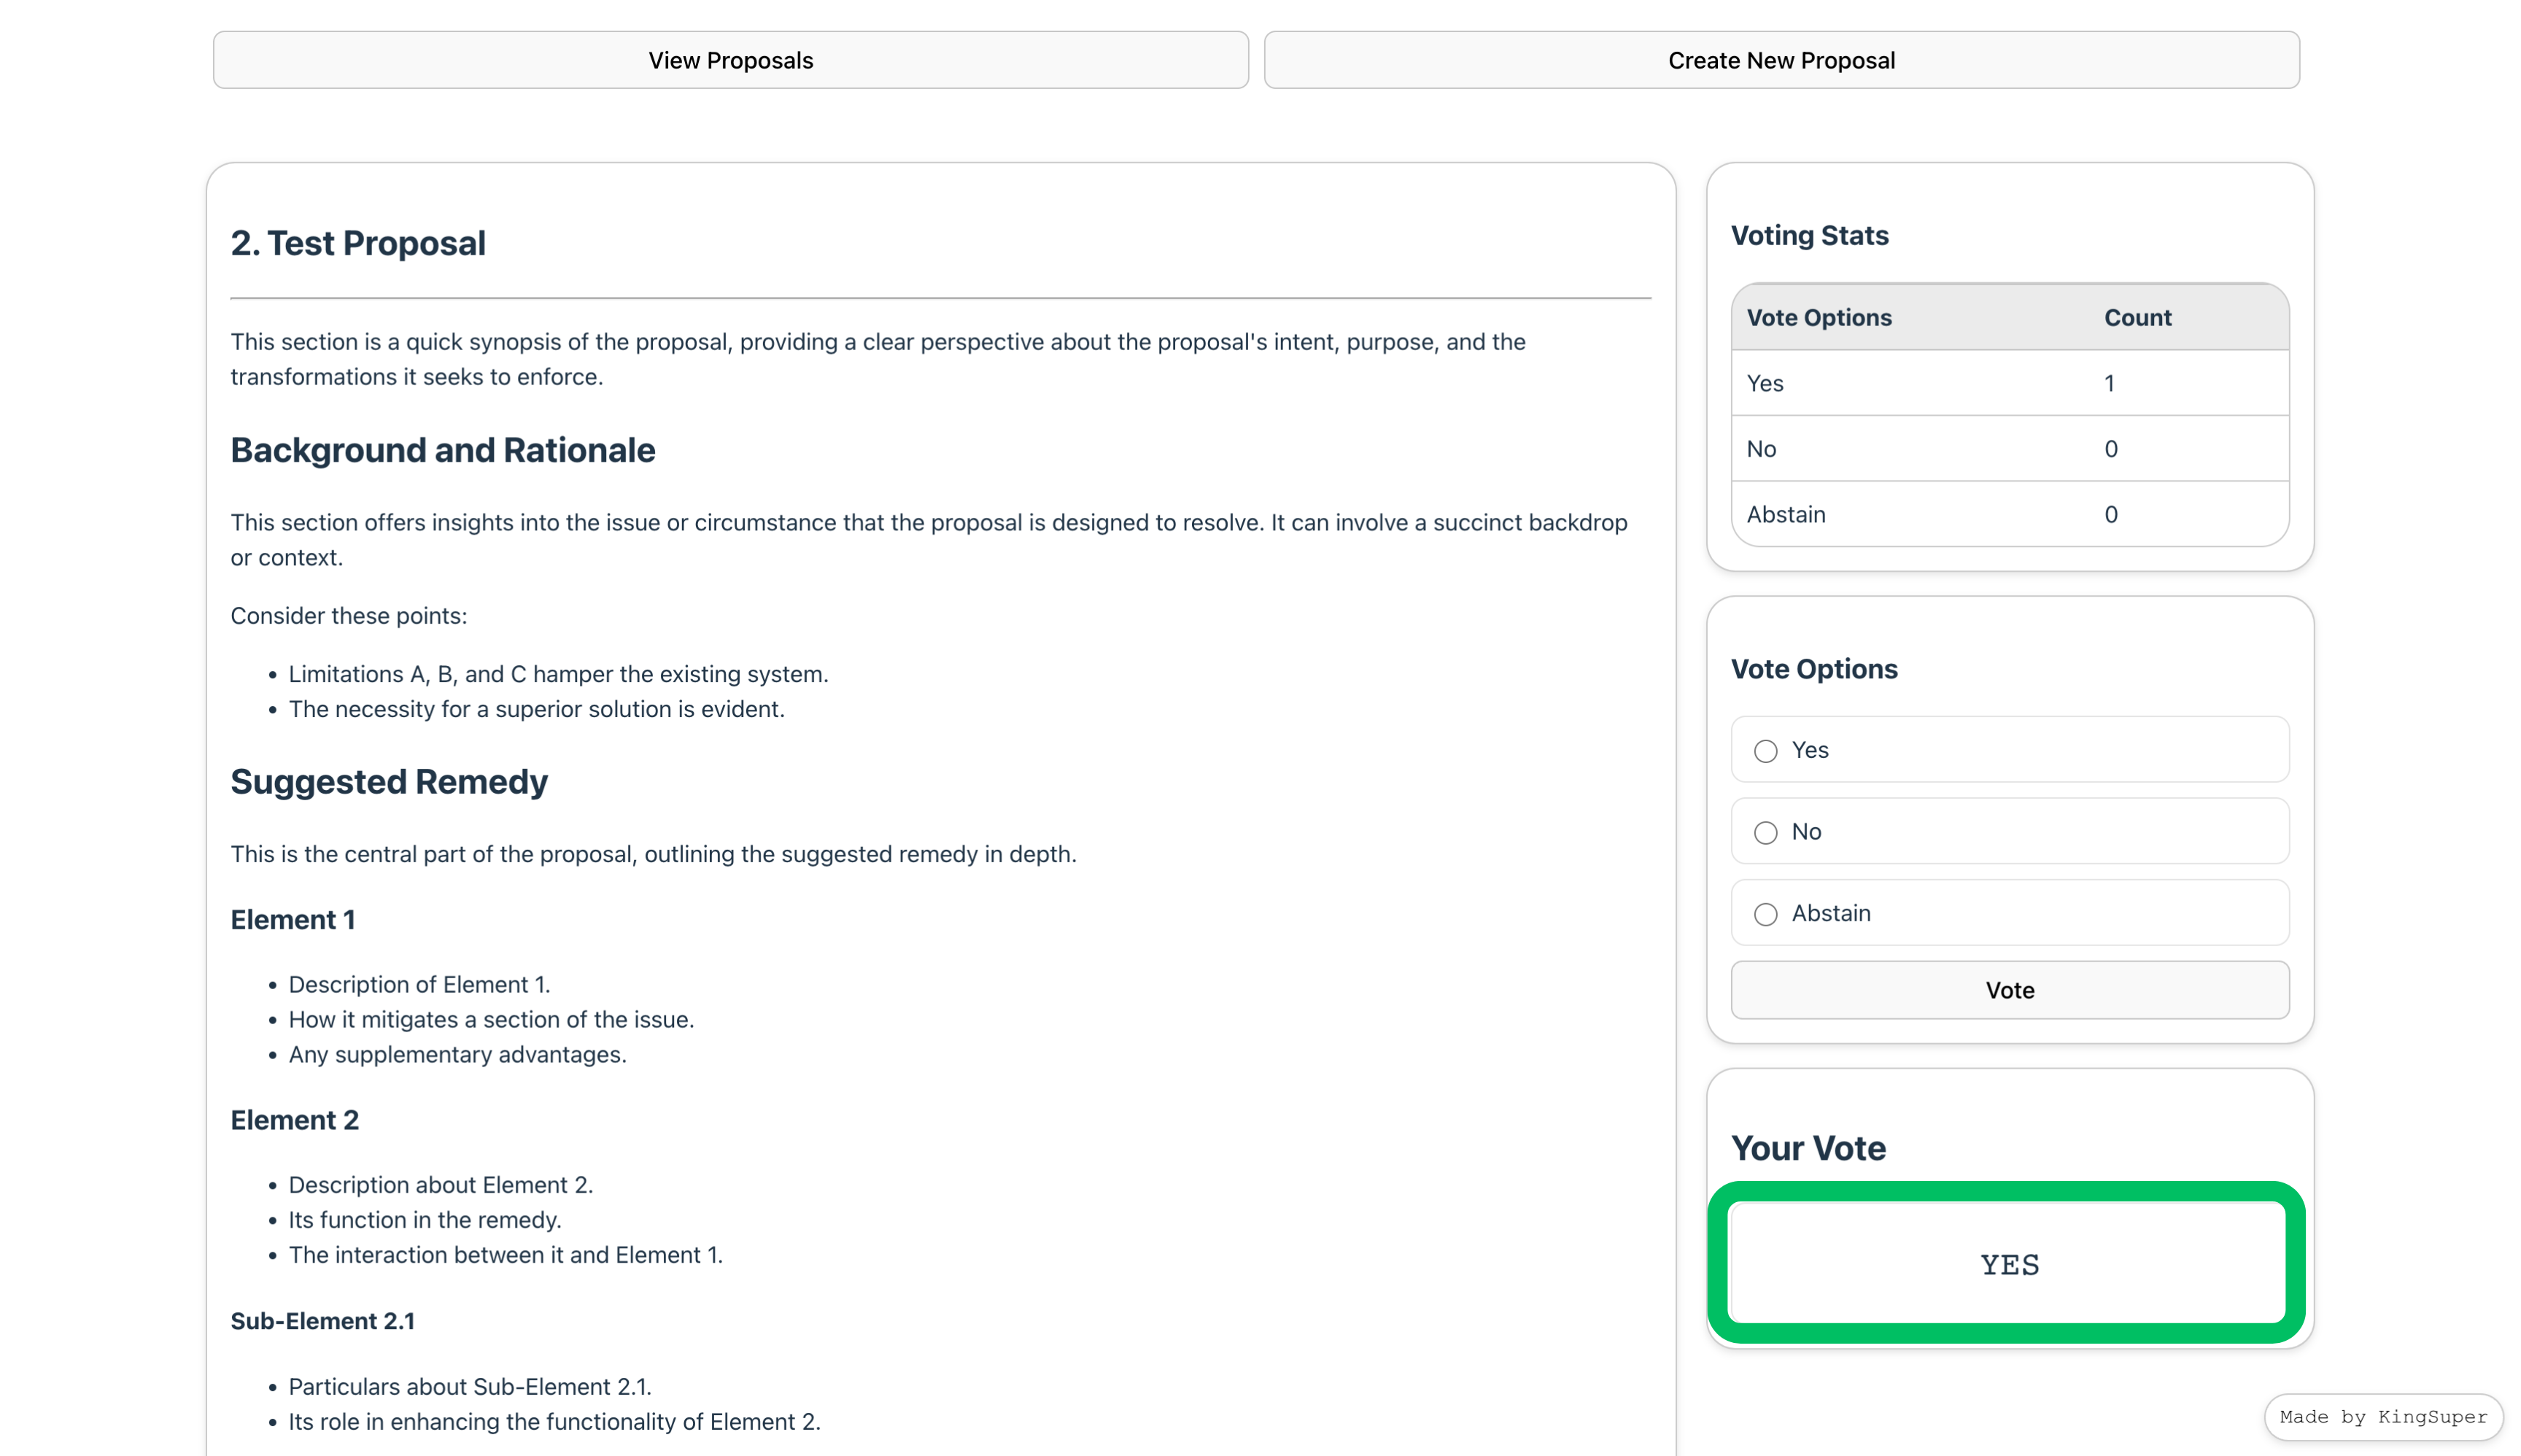 View Proposals
Create New Proposal
2. Test Proposal
This section is a quick synopsis of the proposal, providing a clear perspective about the proposal's intent, purpose, and the
transformations it seeks to enforce.
Background and Rationale
This section offers insights into the issue or circumstance that the proposal is designed to resolve. It can involve a succinct backdrop
or context.
Consider these points:
• Limitations A, B, and C hamper the existing system.
• The necessity for a superior solution is evident.
Suggested Remedy
This is the central part of the proposal, outlining the suggested remedy in depth.
Element 1
• Description of Element 1.
• How it mitigates a section of the issue.
• Any supplementary advantages.
Element 2
• Description about Element 2.
• Its function in the remedy.
• The interaction between it and Element 1.
Sub-Element 2.1
• Particulars about Sub-Element 2.1.
• Its role in enhancing the functionality of Element 2.
Voting Stats
Vote Options Count
Yes 1
No 0
Abstain 0
Vote Options
Yes
No
Abstain
Vote
Your Vote
YES
Made by KingSuper